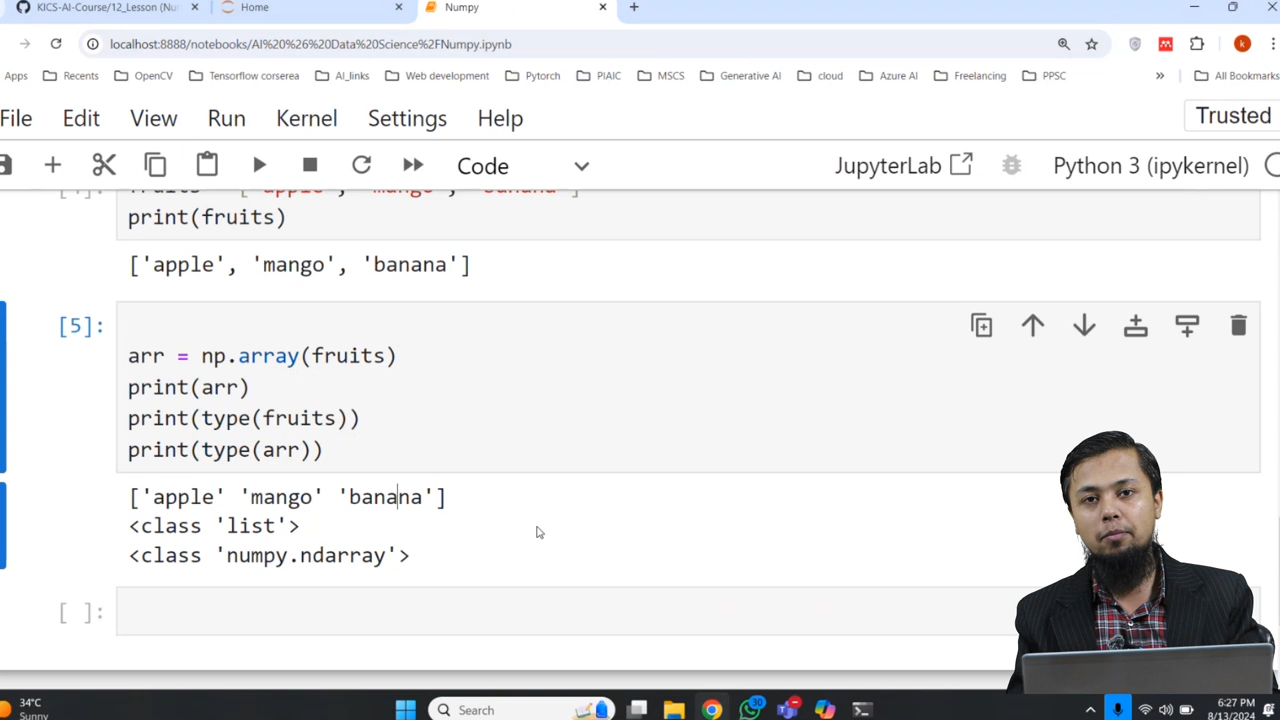 KICS-AI-Course/12_Lesson (Nu
Home
Numpy
localhost:8888/notebooks/AI%20%26%20Data%20Science%2FNumpy.ipynb
k
Apps
Recents
OpenCV
Tensorflow corsera
AI_links
Web development
Pytorch
PIAIC
MSCS
Generative AI
cloud
Azure AI
Freelancing
PPSC
»
All Bookmarks
File
Edit
View
Run
Kernel
Settings
Help
Trusted
Code
JupyterLab
Python 3 (ipykernel)
print(fruits)
['apple', 'mango', 'banana']
[5]:
arr = np.array(fruits)
print(arr)
print(type(fruits))
print(type(arr))
['apple' 'mango' 'banana']
<class 'list'>
<class 'numpy.ndarray'>
[ ]:
34°C
Sunny
Search
30
6:27 PM
8/13/2024